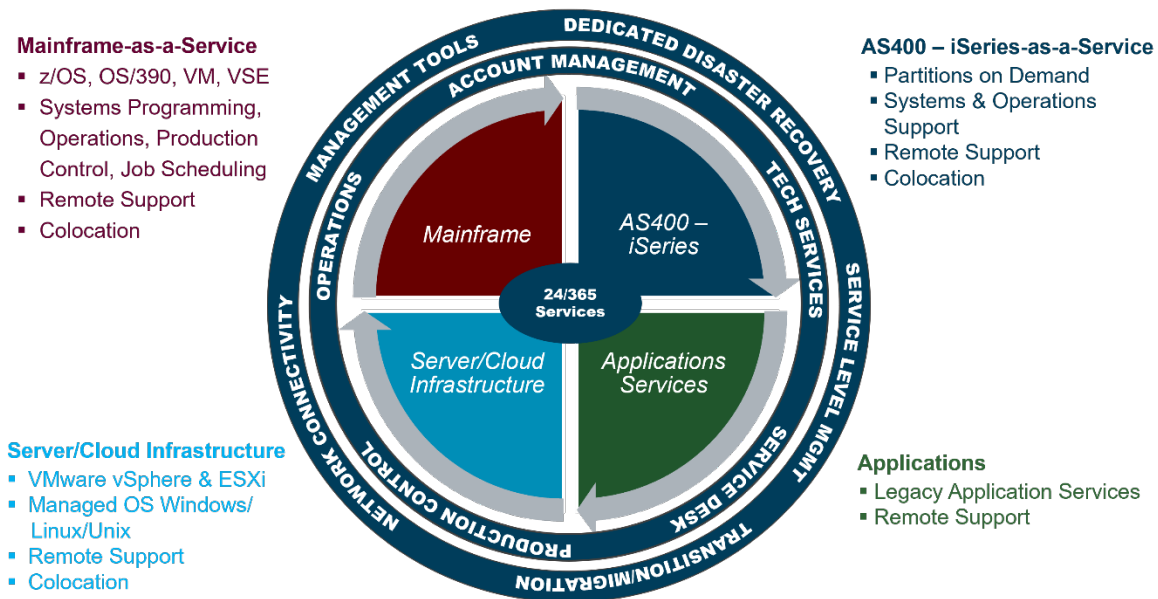 Mainframe-as-a-Service
▪ z/OS, OS/390, VM, VSE
▪ Systems Programming,
Operations, Production
Control, Job Scheduling
▪ Remote Support
▪ Colocation
MANAGEMENT TOOLS
DEDICATED DISASTER RECOVERY
SERVICE LEVEL MGMT
TRANSITION/MIGRATION
NETWORK CONNECTIVITY
ACCOUNT MANAGEMENT
TECH SERVICES
SERVICE DESK
PRODUCTION CONTROL
OPERATIONS
Mainframe
AS400 –
iSeries
24/365
Services
Server/Cloud
Infrastructure
Applications
Services
AS400 – iSeries-as-a-Service
▪ Partitions on Demand
▪ Systems & Operations
Support
▪ Remote Support
▪ Colocation
Server/Cloud Infrastructure
▪ VMware vSphere & ESXi
▪ Managed OS Windows/
Linux/Unix
▪ Remote Support
▪ Colocation
Applications
▪ Legacy Application Services
▪ Remote Support